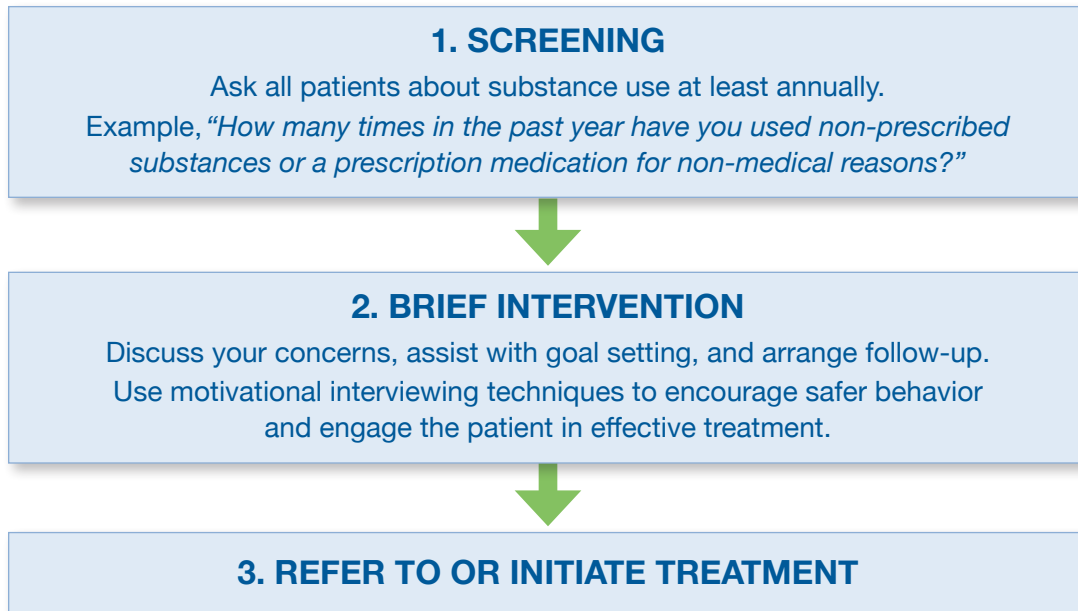 1. SCREENING
Ask all patients about substance use at least annually.
Example, “How many times in the past year have you used non-prescribed
substances or a prescription medication for non-medical reasons?”
2. BRIEF INTERVENTION
Discuss your concerns, assist with goal setting, and arrange follow-up.
Use motivational interviewing techniques to encourage safer behavior
and engage the patient in effective treatment.
3. REFER TO OR INITIATE TREATMENT